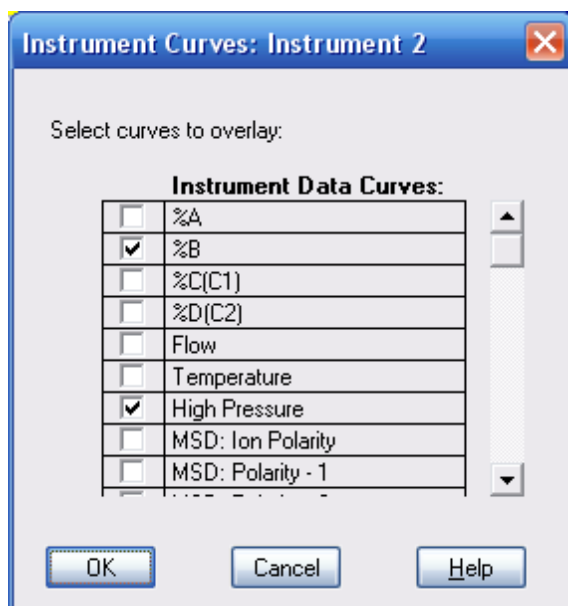 Instrument Curves: Instrument 2
Select curves to overlay:
Instrument Data Curves:
%A
%B
%C(C1)
%D(C2)
Flow
Temperature
High Pressure
MSD: Ion Polarity
MSD: Polarity - 1
OK Cancel Help